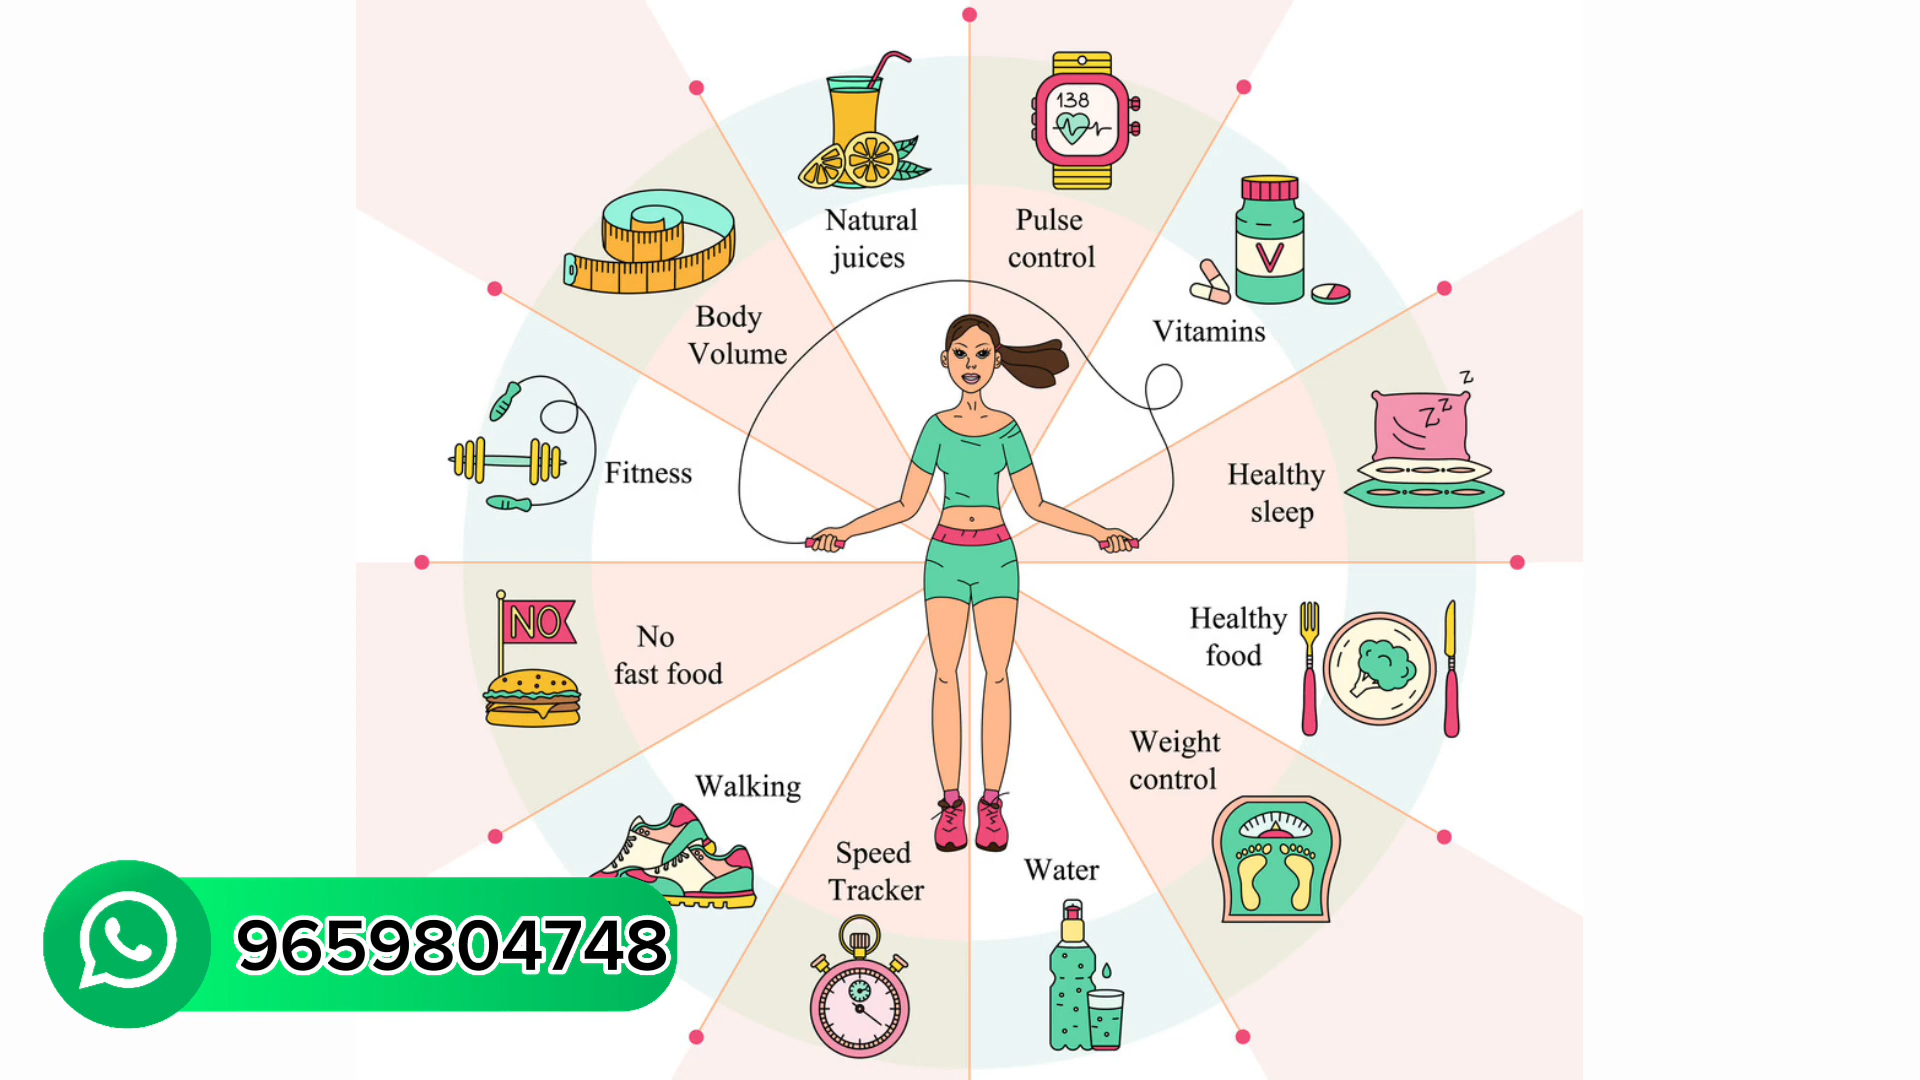 Natural
juices
Pulse
control
138
V
Vitamins
Body
Volume
Z
Z Z
Healthy
sleep
Fitness
Healthy
food
NO
No
fast food
Weight
control
Walking
Speed
Tracker
Water
9659804748